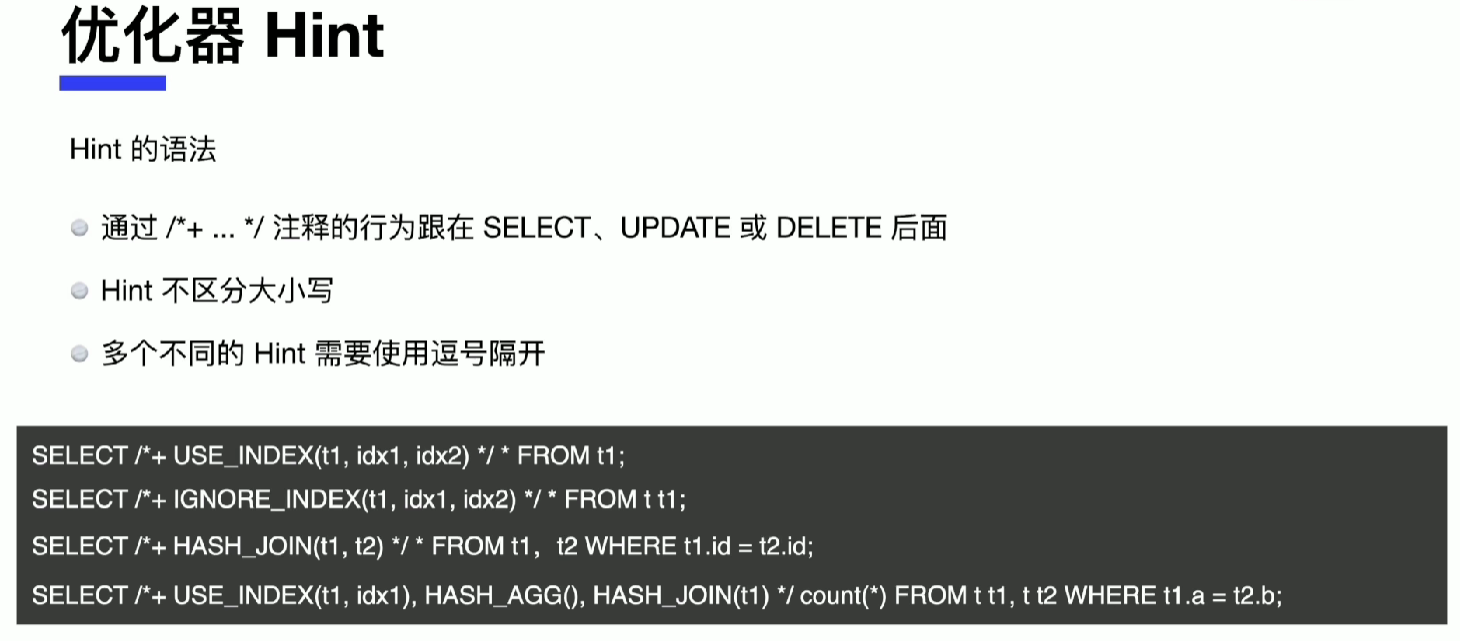 优化器 Hint
Hint 的语法
通过 /*+ ... */ 注释的行为跟在 SELECT、UPDATE 或 DELETE 后面
Hint 不区分大小写
多个不同的 Hint 需要使用逗号隔开
SELECT /*+ USE_INDEX(t1, idx1, idx2) */ * FROM t1;
SELECT /*+ IGNORE_INDEX(t1, idx1, idx2) */ * FROM t t1;
SELECT /*+ HASH_JOIN(t1, t2) */ * FROM t1，t2 WHERE t1.id = t2.id;
SELECT /*+ USE_INDEX(t1, idx1), HASH_AGG(), HASH_JOIN(t1) */ count(*) FROM t t1, t t2 WHERE t1.a = t2.b;